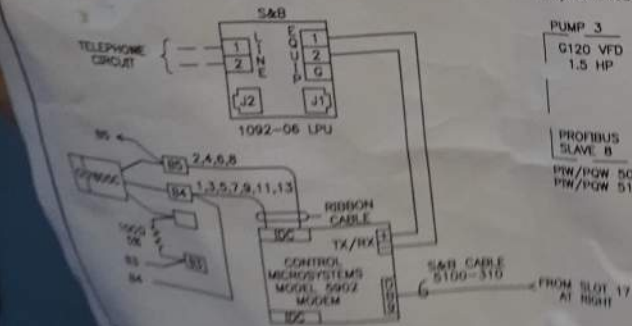 S&B
TELEPHONE
CIRCUIT
1
2
LINE
EQUIP
1
2
G
J2
J1
1092-06 LPU
PUMP 3
G120 VFD
1.5 HP
PROFIBUS
SLAVE 8
PIW/PQW 50
PIW/PQW 51
2,4,6,8
1,3,5,7,9,11,13
RIBBON
CABLE
IDC
TX/RX
CONTROL
MICROSYSTEMS
MODEL 5902
MODEM
S&B CABLE
5100-310
6
FROM SLOT 17
AT RIGHT
IDC